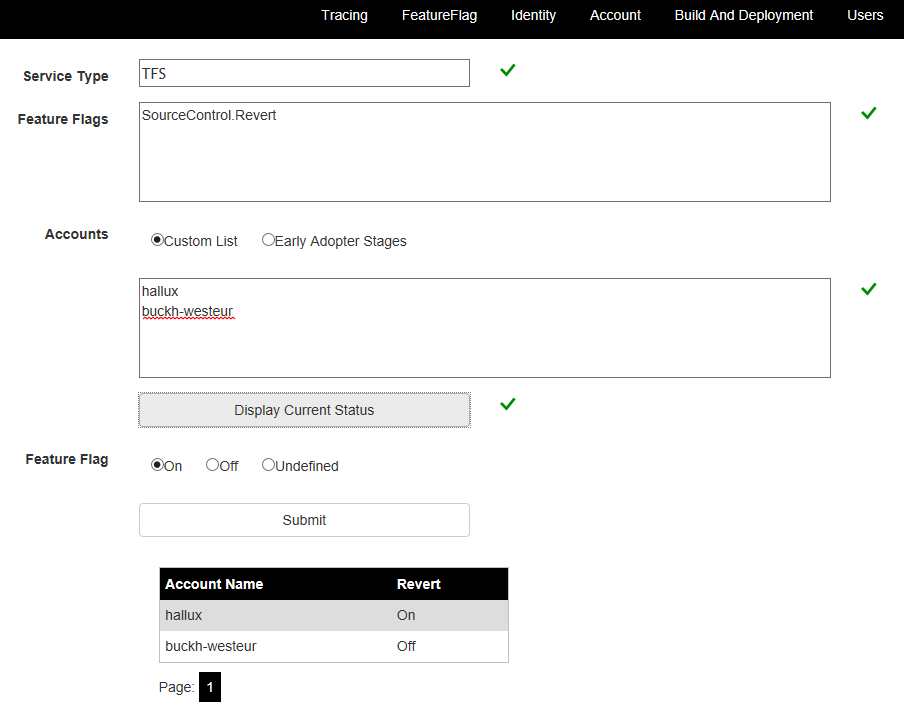 Tracing FeatureFlag Identity Account Build And Deployment Users
Service Type TFS
Feature Flags SourceControl.Revert
Accounts Custom List Early Adopter Stages
hallux
buckh-westeur
Display Current Status
Feature Flag On Off Undefined
Submit
Account Name Revert
hallux On
buckh-westeur Off
Page: 1